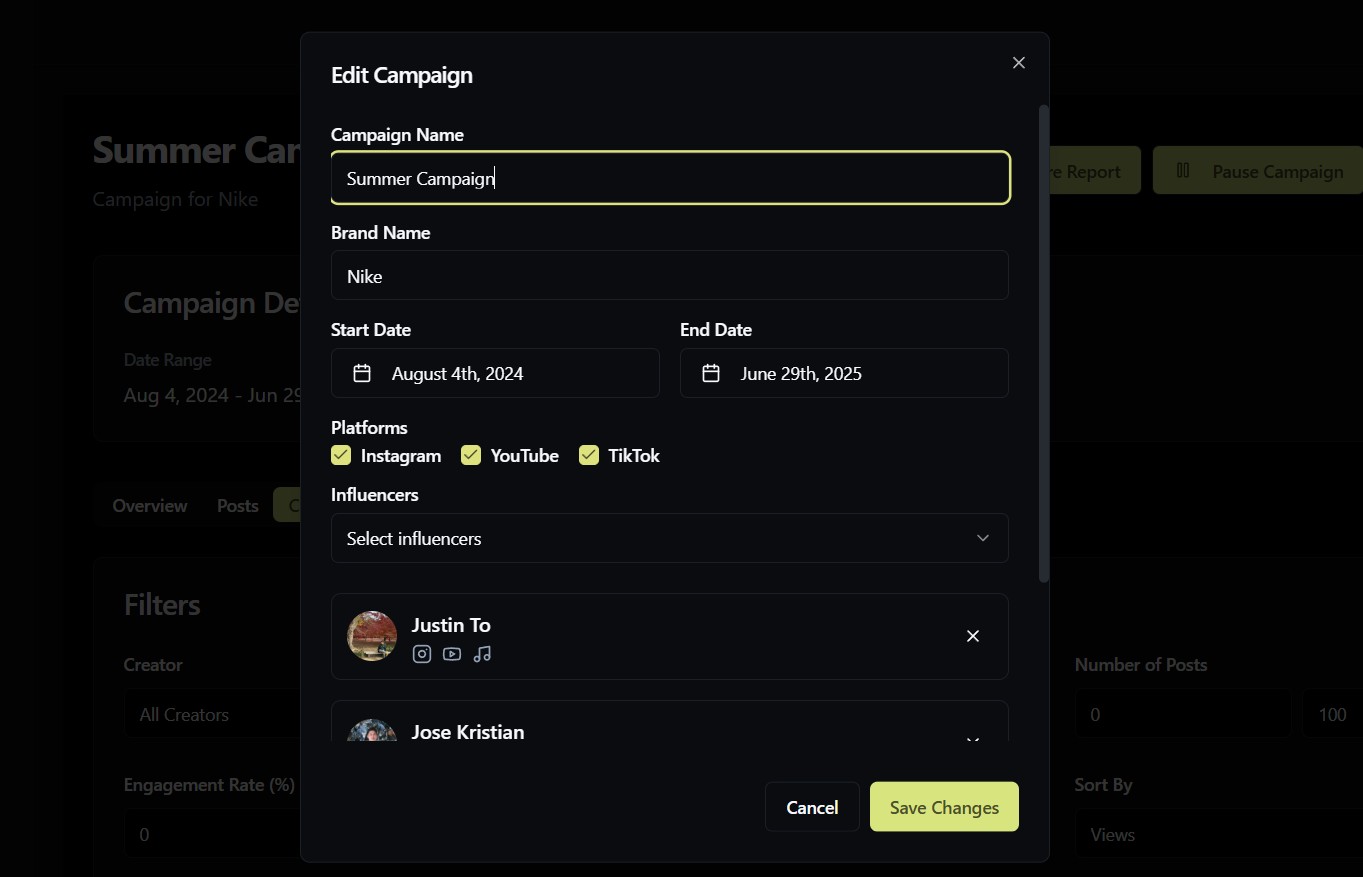 Edit Campaign
Summer Car
Campaign for Nike
re Report
Pause Campaign
Campaign Name
Summer Campaign
Brand Name
Nike
Campaign De
Date Range
Aug 4, 2024 - Jun 29
Start Date
End Date
August 4th, 2024
June 29th, 2025
Platforms
Instagram YouTube TikTok
Influencers
Select influencers
Overview Posts C
Justin To
Jose Kristian
Filters
Creator
All Creators
Engagement Rate (%)
0
Number of Posts
0 100
Sort By
Views
Cancel Save Changes